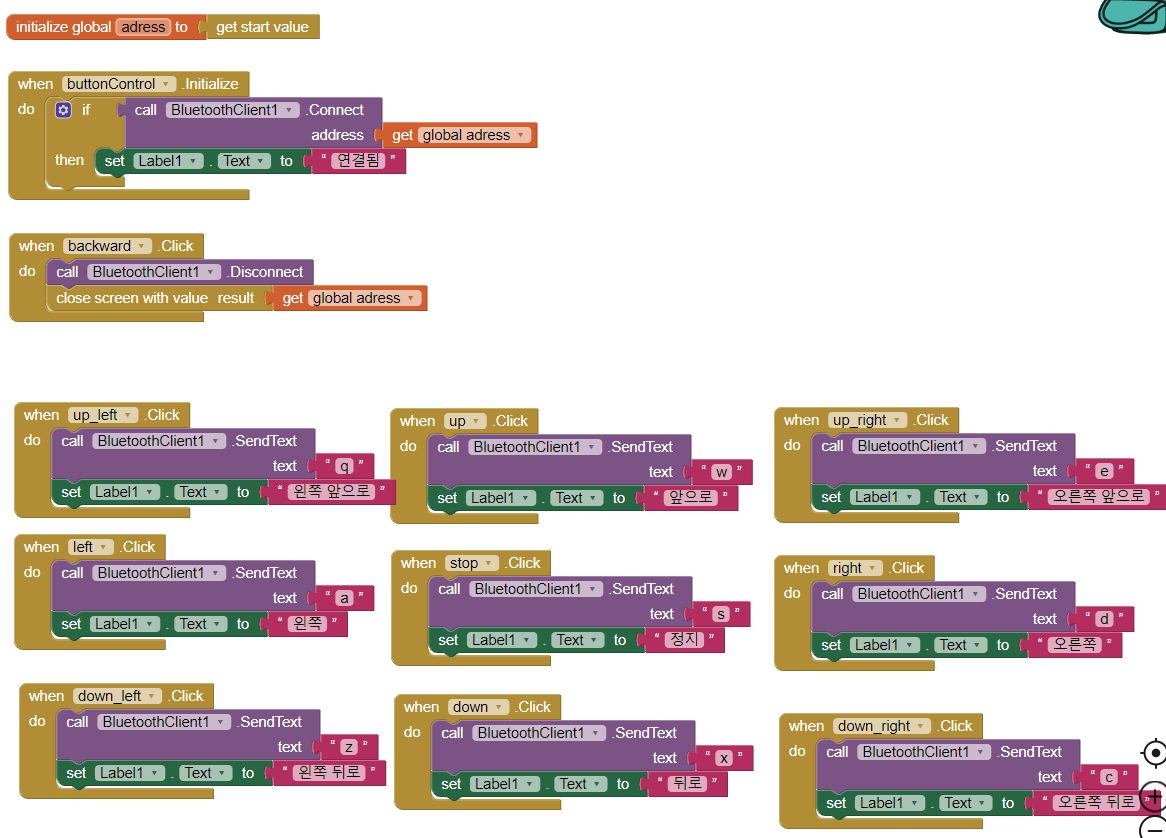 initialize global adress to get start value
when buttonControl .Initialize
do if call BluetoothClient1 .Connect
address get global adress
then set Label1 . Text to " 연결됨 "
when backward .Click
do call BluetoothClient1 .Disconnect
close screen with value result get global adress
when up_left .Click
do call BluetoothClient1 .SendText
text " q "
set Label1 . Text to " 왼쪽 앞으로 "
when up .Click
do call BluetoothClient1 .SendText
text " w "
set Label1 . Text to " 앞으로 "
when up_right .Click
do call BluetoothClient1 .SendText
text " e "
set Label1 . Text to " 오른쪽 앞으로 "
when left .Click
do call BluetoothClient1 .SendText
text " a "
set Label1 . Text to " 왼쪽 "
when stop .Click
do call BluetoothClient1 .SendText
text " s "
set Label1 . Text to " 정지 "
when right .Click
do call BluetoothClient1 .SendText
text " d "
set Label1 . Text to " 오른쪽 "
when down_left .Click
do call BluetoothClient1 .SendText
text " z "
set Label1 . Text to " 왼쪽 뒤로 "
when down .Click
do call BluetoothClient1 .SendText
text " x "
set Label1 . Text to " 뒤로 "
when down_right .Click
do call BluetoothClient1 .SendText
text " c "
set Label1 . Text to " 오른쪽 뒤로 "